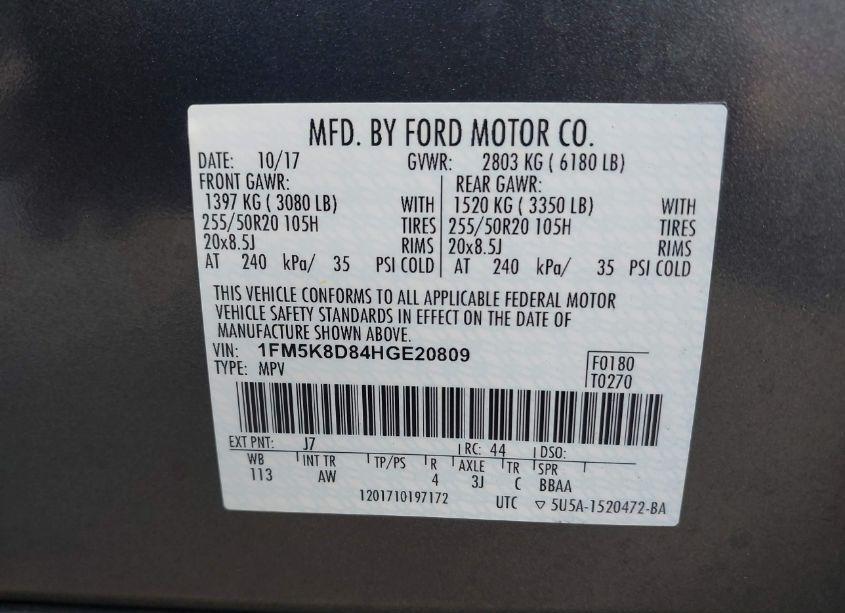 MFD. BY FORD MOTOR CO.
DATE: 10/17 GVWR: 2803 KG ( 6180 LB)
FRONT GAWR: REAR GAWR:
1397 KG ( 3080 LB) WITH 1520 KG ( 3350 LB) WITH
255/50R20 105H TIRES 255/50R20 105H TIRES
20x8.5J RIMS 20x8.5J RIMS
AT 240 kPa/ 35 PSI COLD AT 240 kPa/ 35 PSI COLD
THIS VEHICLE CONFORMS TO ALL APPLICABLE FEDERAL MOTOR
VEHICLE SAFETY STANDARDS IN EFFECT ON THE DATE OF
MANUFACTURE SHOWN ABOVE.
VIN: 1FM5K8D84HGE20809
TYPE: MPV
F0180
T0270
EXT PNT: J7 RC: 44 DSO:
WB INT TR TP/PS R AXLE TR SPR
113 AW 4 3J C BBAA
1201710197172 UTC ▽ 5U5A-1520472-BA